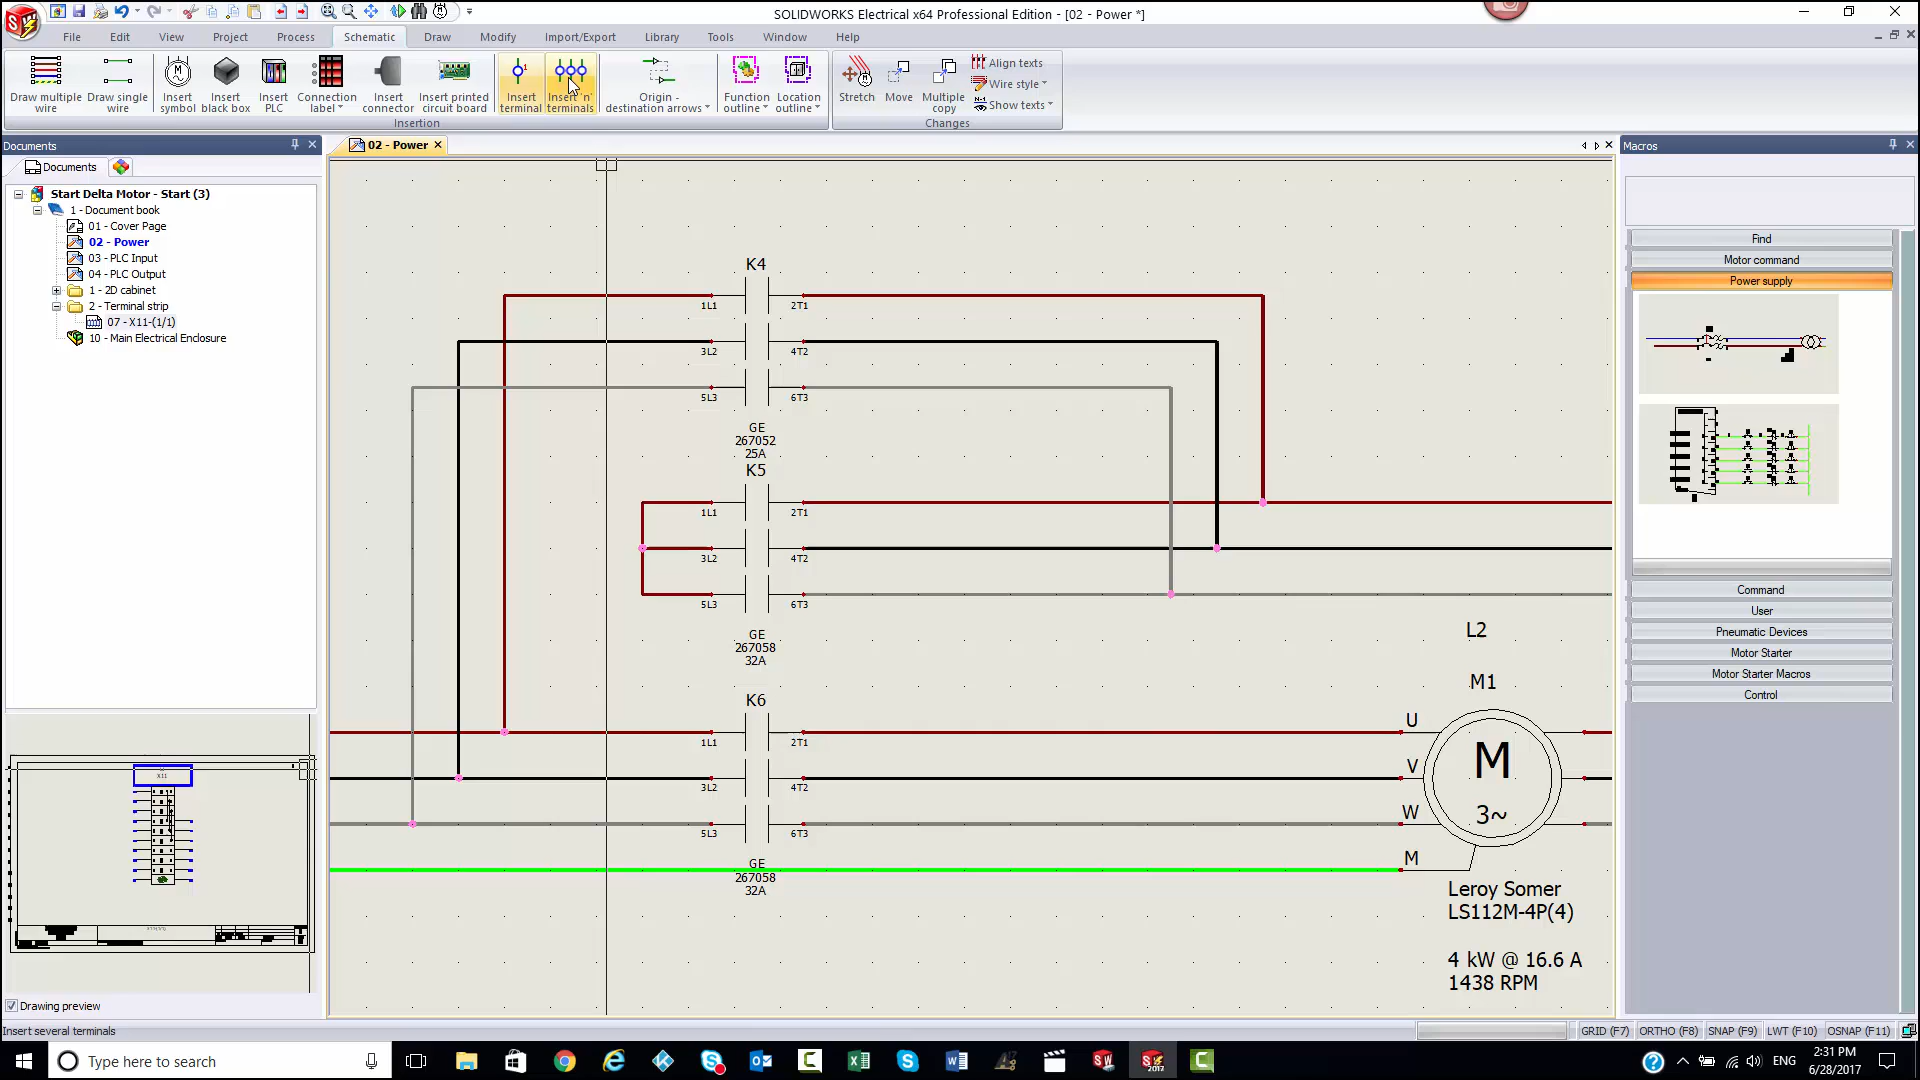 SOLIDWORKS Electrical x64 Professional Edition - [02 - Power *]
File Edit View Project Process Schematic Draw Modify Import/Export Library Tools Window Help
Draw multiple wire
Draw single wire
Insert symbol
Insert black box
Insert PLC
Connection label
Insert connector
Insert printed circuit board
Insert terminal
Insert 'n' terminals
Origin - destination arrows
Function outline
Location outline
Stretch
Move
Multiple copy
Align texts
Wire style
Show texts
Insertion
Changes
Documents
02 - Power
Macros
Documents
Start Delta Motor - Start (3)
1 - Document book
01 - Cover Page
02 - Power
03 - PLC Input
04 - PLC Output
1 - 2D cabinet
2 - Terminal strip
07 - X11-(1/1)
10 - Main Electrical Enclosure
X11
Drawing preview
K4
1L1 2T1
3L2 4T2
5L3 6T3
GE
267052
25A
K5
1L1 2T1
3L2 4T2
5L3 6T3
GE
267058
32A
K6
1L1 2T1
3L2 4T2
5L3 6T3
GE
267058
32A
L2
M1
U
V
W
M
M
3~
Leroy Somer
LS112M-4P(4)
4 kW @ 16.6 A
1438 RPM
Find
Motor command
Power supply
Command
User
Pneumatic Devices
Motor Starter
Motor Starter Macros
Control
Insert several terminals
GRID (F7) ORTHO (F8) SNAP (F9) LWT (F10) OSNAP (F11)
Type here to search
2017
ENG
2:31 PM
6/28/2017